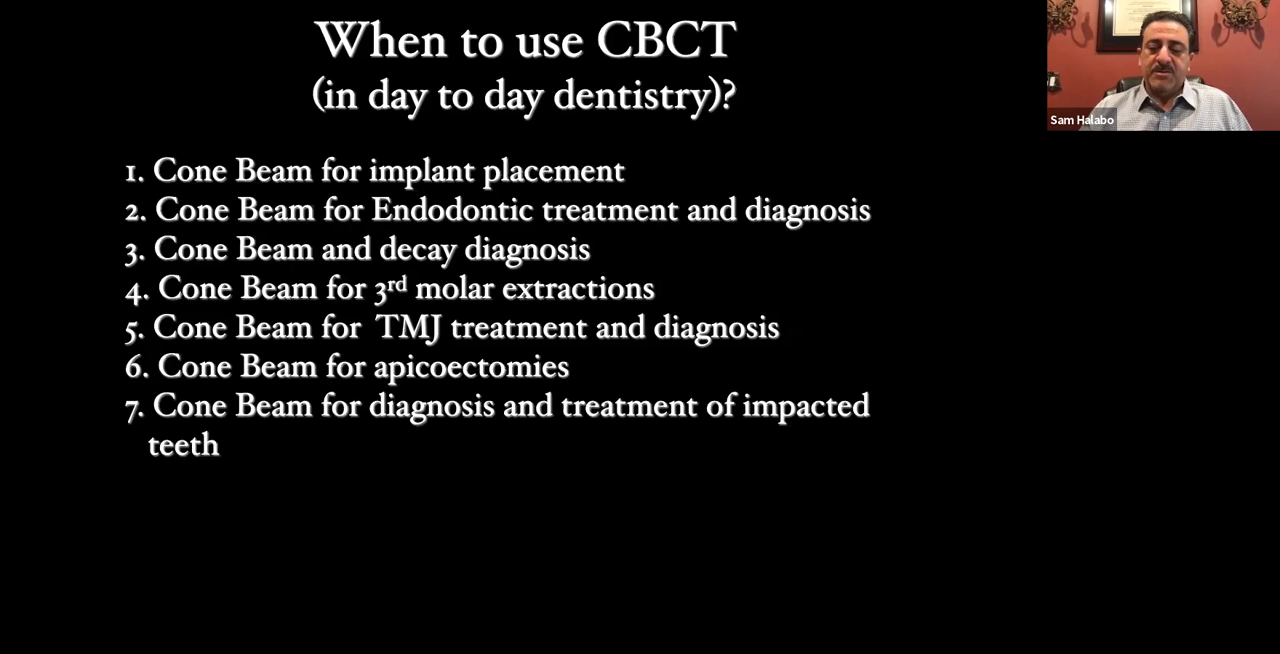 When to use CBCT
(in day to day dentistry)?
1. Cone Beam for implant placement
2. Cone Beam for Endodontic treatment and diagnosis
3. Cone Beam and decay diagnosis
4. Cone Beam for 3rd molar extractions
5. Cone Beam for TMJ treatment and diagnosis
6. Cone Beam for apicoectomies
7. Cone Beam for diagnosis and treatment of impacted
teeth
Sam Halabo